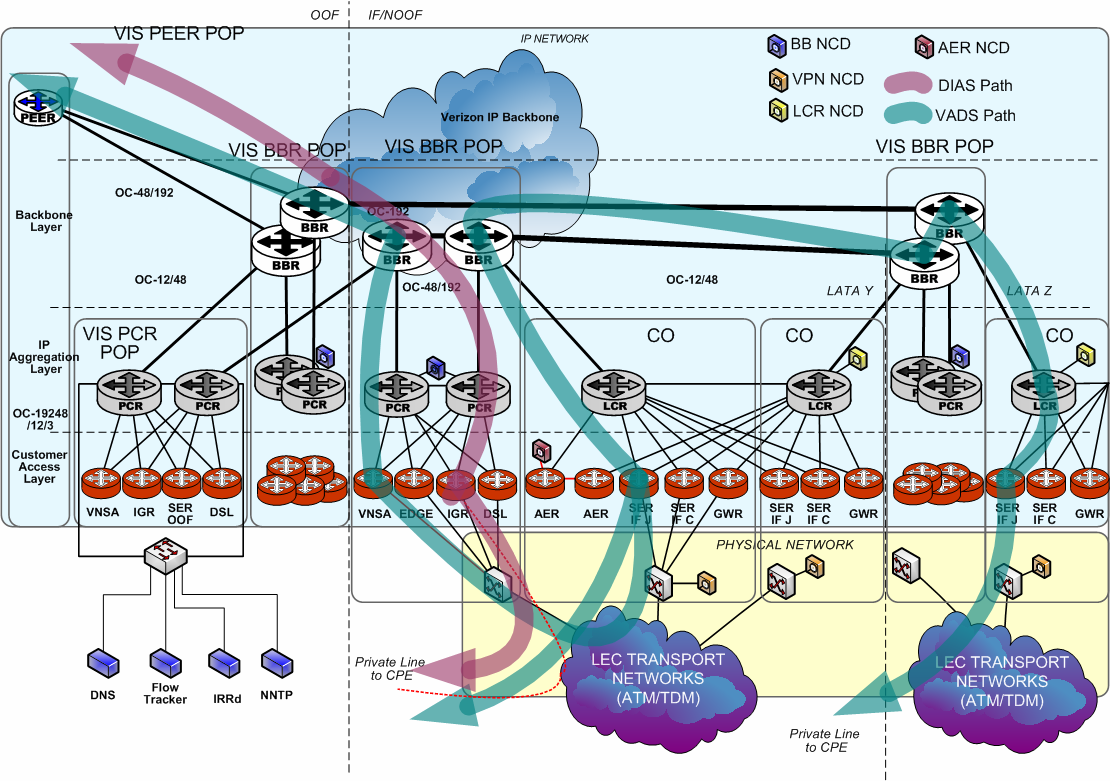 OOF
IF/NOOF
VIS PEER POP
IP NETWORK
BB NCD
AER NCD
VPN NCD
DIAS Path
LCR NCD
VADS Path
PEER
Verizon IP Backbone
VIS BBR POP
VIS BBR POP
VIS BBR POP
OC-48/192
Backbone
Layer
OC-192
BBR
BBR
BBR
BBR
BBR
BBR
OC-12/48
OC-48/192
OC-12/48
LATA Y
LATA Z
VIS PCR
POP
CO
CO
CO
IP
Aggregation
Layer
PCR
PCR
PCR
PCR
PCR
LCR
LCR
PCR
LCR
OC-19248
/12/3
Customer
Access
Layer
VNSA
IGR
SER
OOF
DSL
VNSA
EDGE
IGR
DSL
AER
AER
SER
IF J
SER
IF C
GWR
SER
IF J
SER
IF C
GWR
SER
IF J
SER
IF C
GWR
PHYSICAL NETWORK
DNS
Flow
Tracker
IRRd
NNTP
Private Line
to CPE
LEC TRANSPORT
NETWORKS
(ATM/TDM)
LEC TRANSPORT
NETWORKS
(ATM/TDM)
Private Line
to CPE